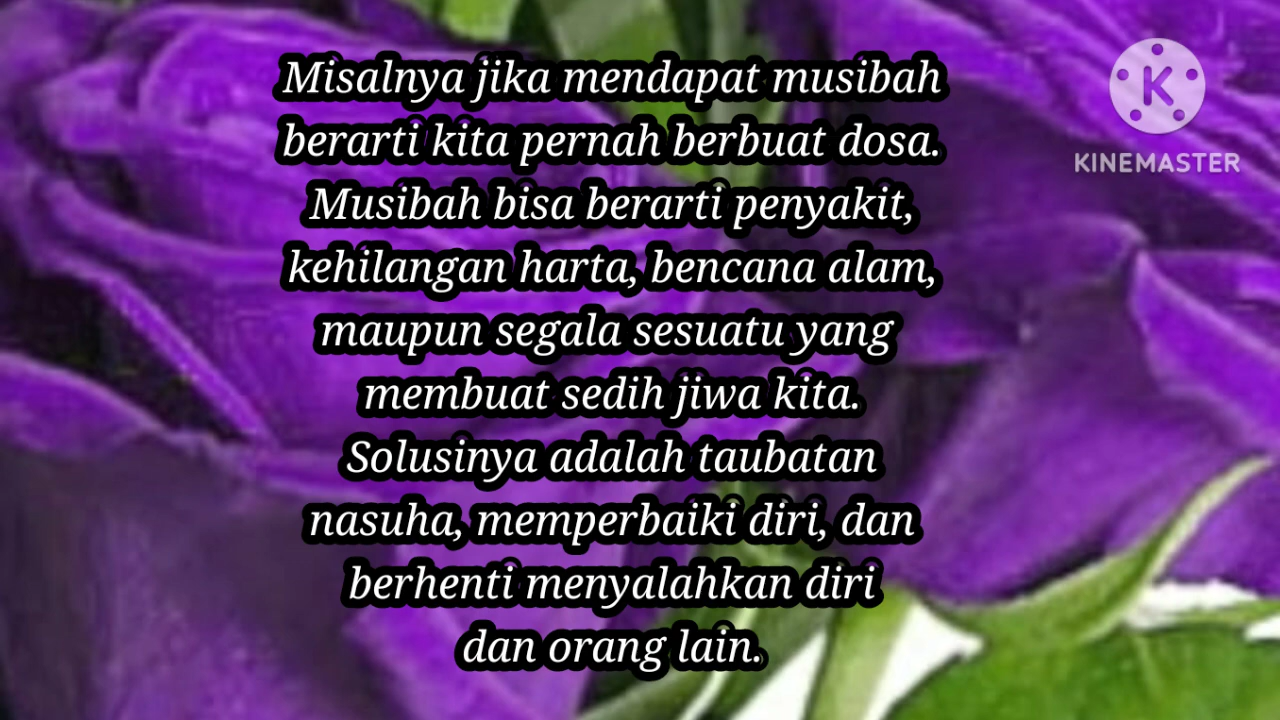 Misalnya jika mendapat musibah
berarti kita pernah berbuat dosa.
Musibah bisa berarti penyakit,
kehilangan harta, bencana alam,
maupun segala sesuatu yang
membuat sedih jiwa kita.
Solusinya adalah taubatan
nasuha, memperbaiki diri, dan
berhenti menyalahkan diri
dan orang lain.
K
KINEMASTER